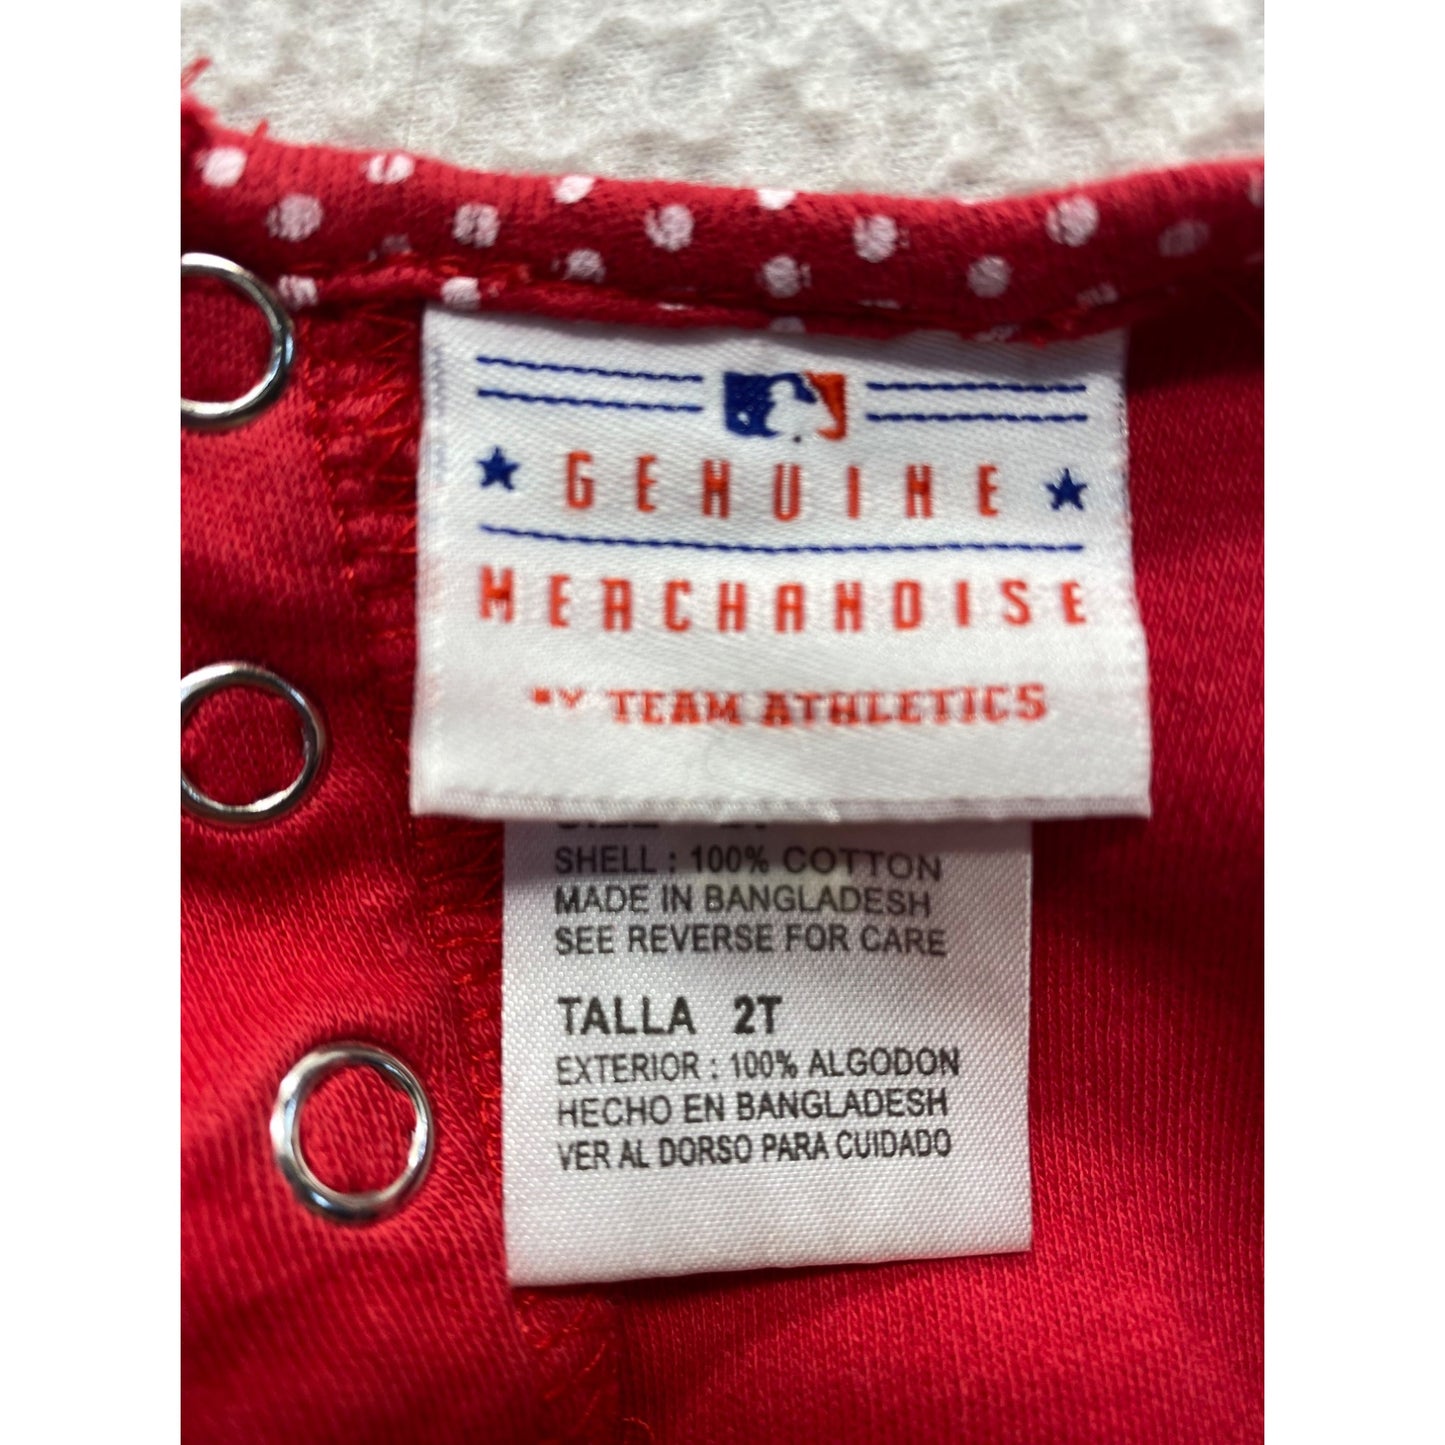 GENUINE
MERCHANDISE
BY TEAM ATHLETICS
SHELL : 100% COTTON
MADE IN BANGLADESH
SEE REVERSE FOR CARE
TALLA 2T
EXTERIOR : 100% ALGODON
HECHO EN BANGLADESH
VER AL DORSO PARA CUIDADO